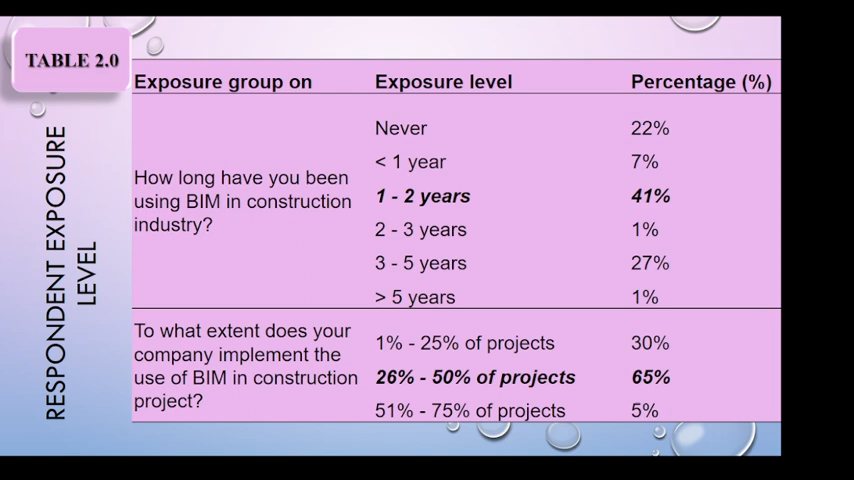 TABLE 2.0
RESPONDENT EXPOSURE
LEVEL
Exposure group on Exposure level Percentage (%)
How long have you been
using BIM in construction
industry?
Never 22%
< 1 year 7%
1 - 2 years 41%
2 - 3 years 1%
3 - 5 years 27%
> 5 years 1%
To what extent does your
company implement the
use of BIM in construction
project?
1% - 25% of projects 30%
26% - 50% of projects 65%
51% - 75% of projects 5%